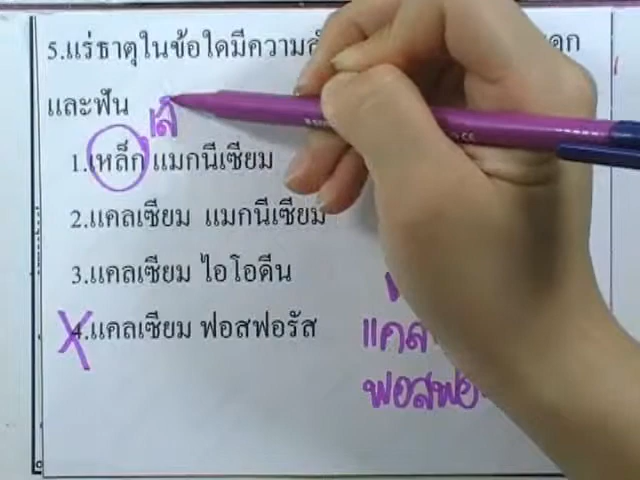 5.แร่ธาตุในข้อใดมีความ
และฟัน
1.เหล็ก แมกนีเซียม
2.แคลเซียม แมกนีเซียม
3.แคลเซียม ไอโอดีน
4.แคลเซียม ฟอสฟอรัส